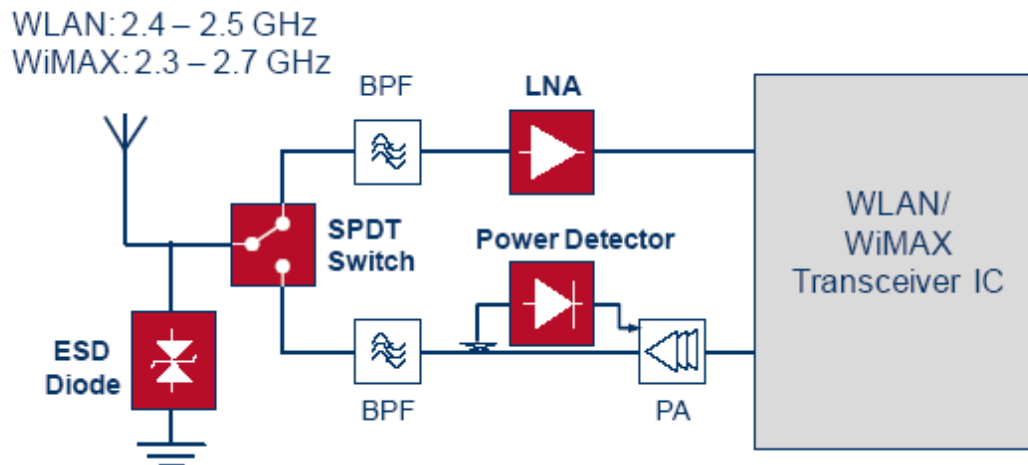 WLAN: 2.4 – 2.5 GHz
WiMAX: 2.3 – 2.7 GHz
BPF
LNA
SPDT
Switch
Power Detector
WLAN/
WiMAX
Transceiver IC
ESD
Diode
BPF
PA